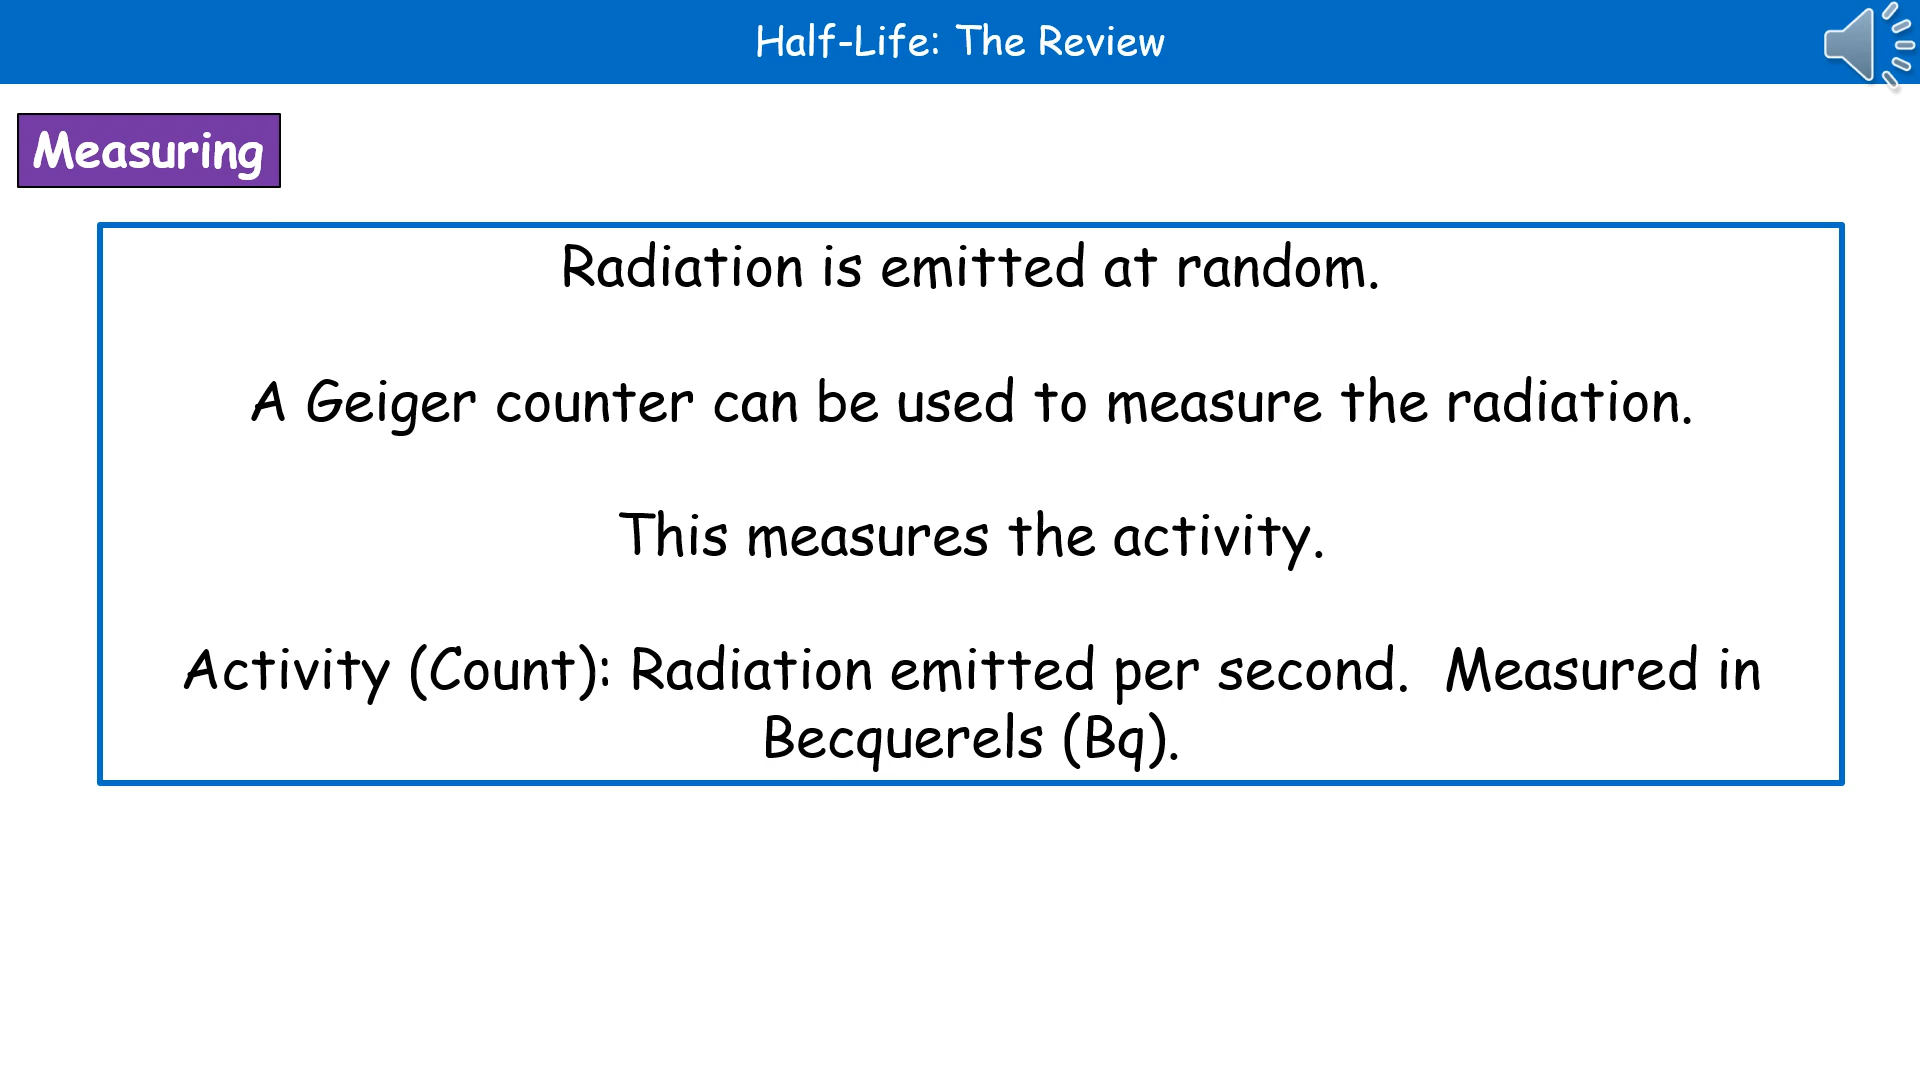 Half-Life: The Review
Measuring
Radiation is emitted at random.
A Geiger counter can be used to measure the radiation.
This measures the activity.
Activity (Count): Radiation emitted per second.  Measured in
Becquerels (Bq).